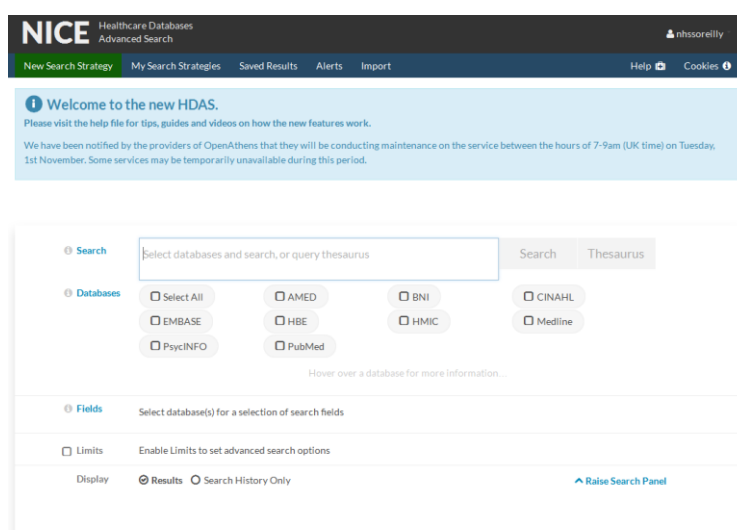 NICE Healthcare Databases
Advanced Search
nhssoreilly
New Search Strategy My Search Strategies Saved Results Alerts Import Help Cookies
Welcome to the new HDAS.
Please visit the help file for tips, guides and videos on how the new features work.
We have been notified by the providers of OpenAthens that they will be conducting maintenance on the service between the hours of 7-9am (UK time) on Tuesday,
1st November. Some services may be temporarily unavailable during this period.
Search Select databases and search, or query thesaurus Search Thesaurus
Databases Select All AMED BNI CINAHL
EMBASE HBE HMIC Medline
PsycINFO PubMed
Hover over a database for more information...
Fields Select database(s) for a selection of search fields
Limits Enable Limits to set advanced search options
Display Results Search History Only Raise Search Panel